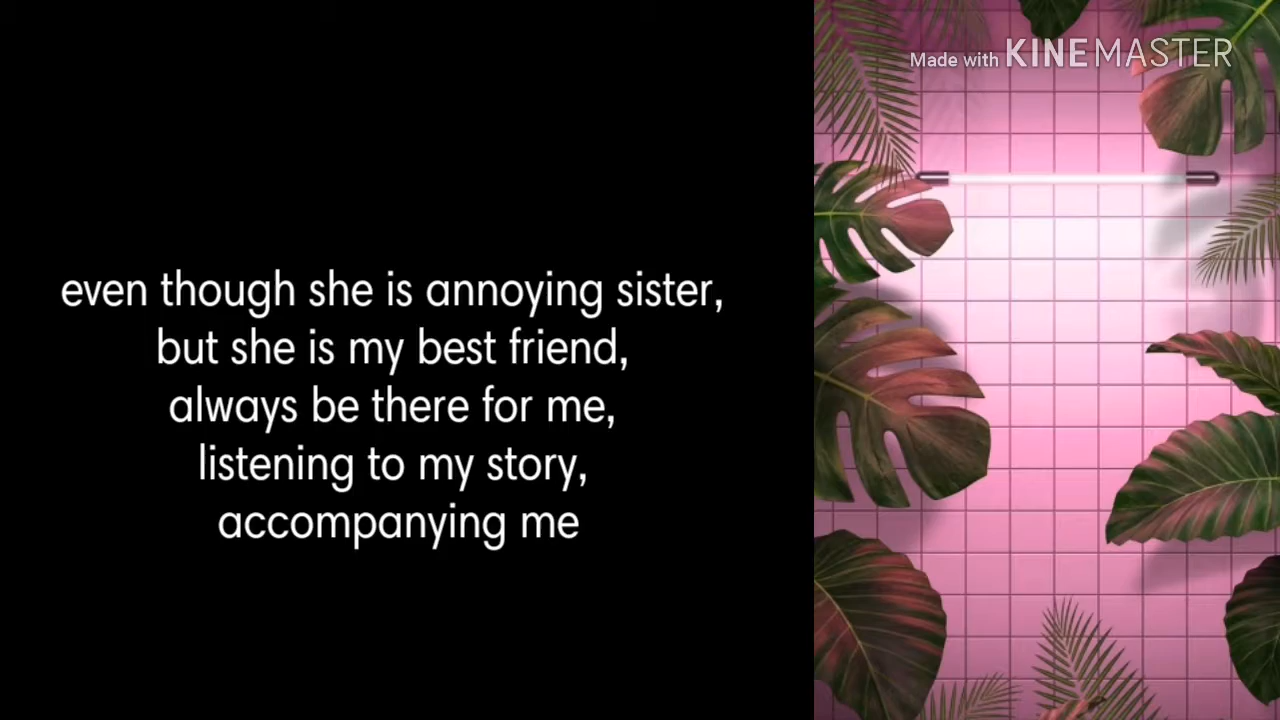 Made with KINEMASTER
even though she is annoying sister,
but she is my best friend,
always be there for me,
listening to my story,
accompanying me